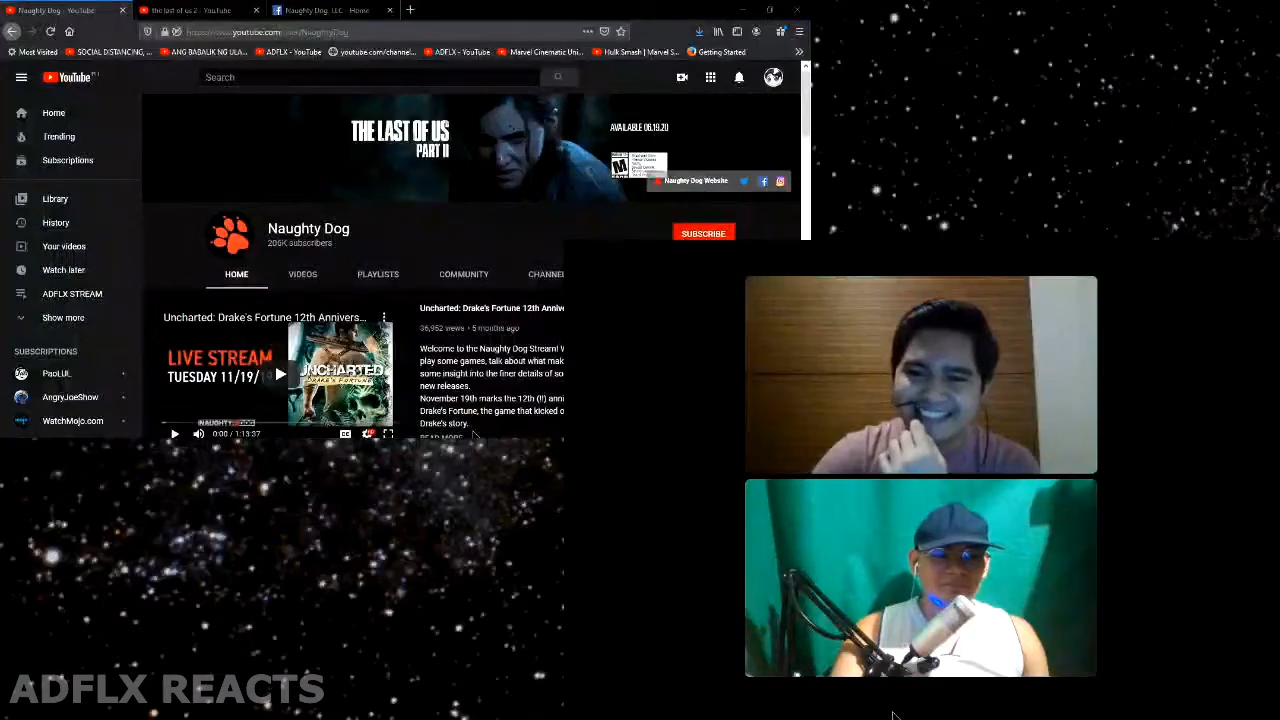 Naughty Dog - YouTube
the last of us 2 - YouTube
Naughty Dog, LLC - Home
https://www.youtube.com/user/NaughtyDog
Most Visited
SOCIAL DISTANCING, ...
ANG BABALIK NG ULA...
ADFLX - YouTube
youtube.com/channel...
ADFLX - YouTube
Marvel Cinematic Uni...
Hulk Smash | Marvel S...
Getting Started
YouTube
Search
Home
Trending
Subscriptions
Library
History
Your videos
Watch later
ADFLX STREAM
Show more
SUBSCRIPTIONS
PaoLUL
AngryJoeShow
WatchMojo.com
THE LAST OF US
PART II
AVAILABLE 06.19.20
M
Naughty Dog Website
Naughty Dog
206K subscribers
SUBSCRIBE
HOME
VIDEOS
PLAYLISTS
COMMUNITY
CHANNE
Uncharted: Drake's Fortune 12th Annivers...
LIVE STREAM
TUESDAY 11/19/
UNCHARTED
DRAKE'S FORTUNE
0:00 / 1:13:37
Uncharted: Drake's Fortune 12th Anniver
36,952 views • 5 months ago
Welcome to the Naughty Dog Stream! W
play some games, talk about what mak
some insight into the finer details of so
new releases.
November 19th marks the 12th (!!) anni
Drake's Fortune, the game that kicked o
Drake's story.
READ MORE
ADFLX REACTS